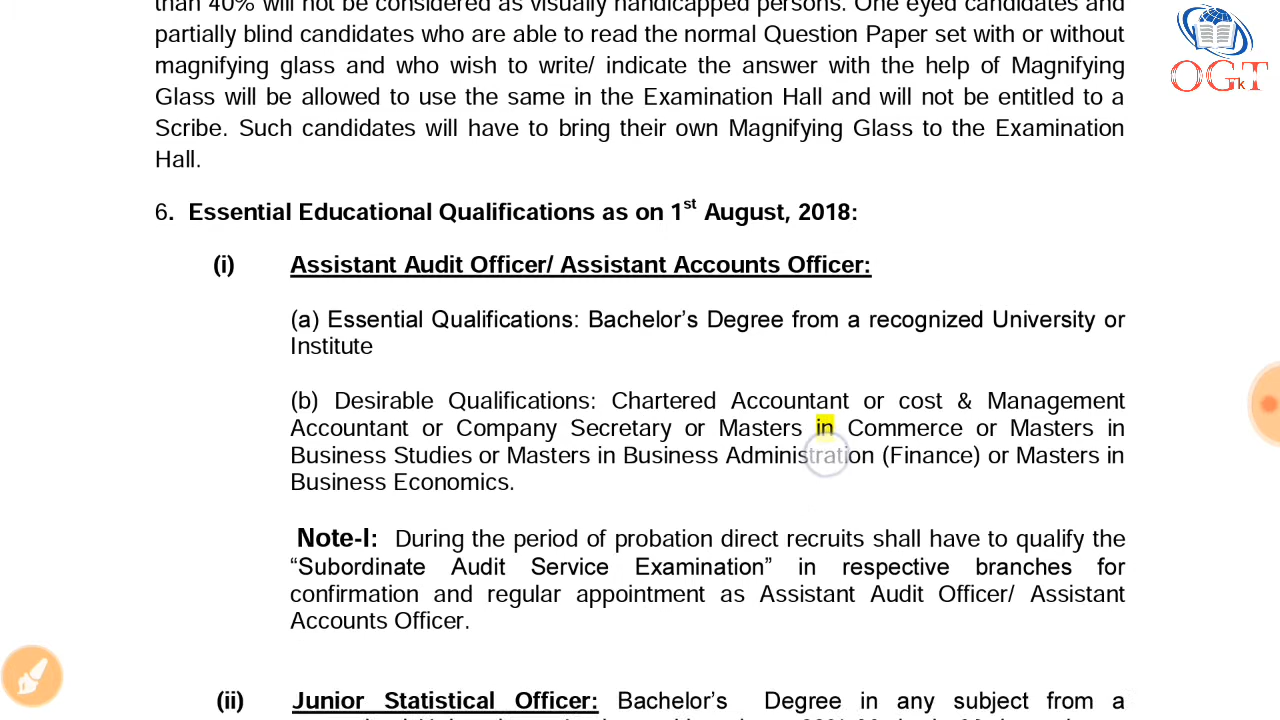 than 40% will not be considered as visually handicapped persons. One eyed candidates and
partially blind candidates who are able to read the normal Question Paper set with or without
magnifying glass and who wish to write/ indicate the answer with the help of Magnifying
Glass will be allowed to use the same in the Examination Hall and will not be entitled to a
Scribe. Such candidates will have to bring their own Magnifying Glass to the Examination
Hall.
OGTk
6. Essential Educational Qualifications as on 1st August, 2018:
(i) Assistant Audit Officer/ Assistant Accounts Officer:
(a) Essential Qualifications: Bachelor’s Degree from a recognized University or
Institute
(b) Desirable Qualifications: Chartered Accountant or cost & Management
Accountant or Company Secretary or Masters in Commerce or Masters in
Business Studies or Masters in Business Administration (Finance) or Masters in
Business Economics.
Note-I: During the period of probation direct recruits shall have to qualify the
“Subordinate Audit Service Examination” in respective branches for
confirmation and regular appointment as Assistant Audit Officer/ Assistant
Accounts Officer.
(ii) Junior Statistical Officer: Bachelor’s Degree in any subject from a